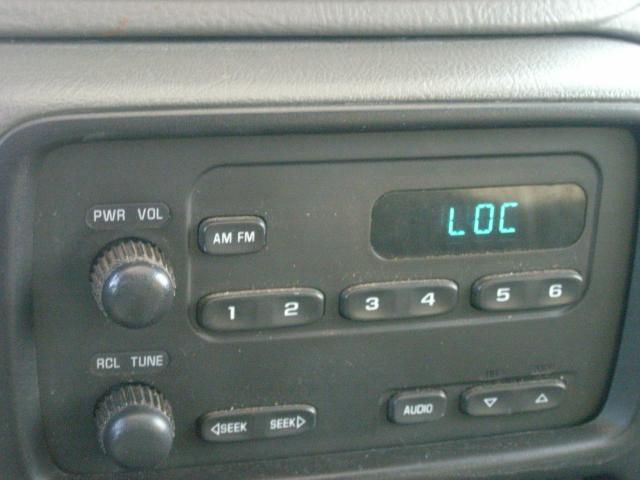 PWR VOL
AM FM
LOC
1 2 3 4 5 6
RCL TUNE
SEEK SEEK
AUDIO